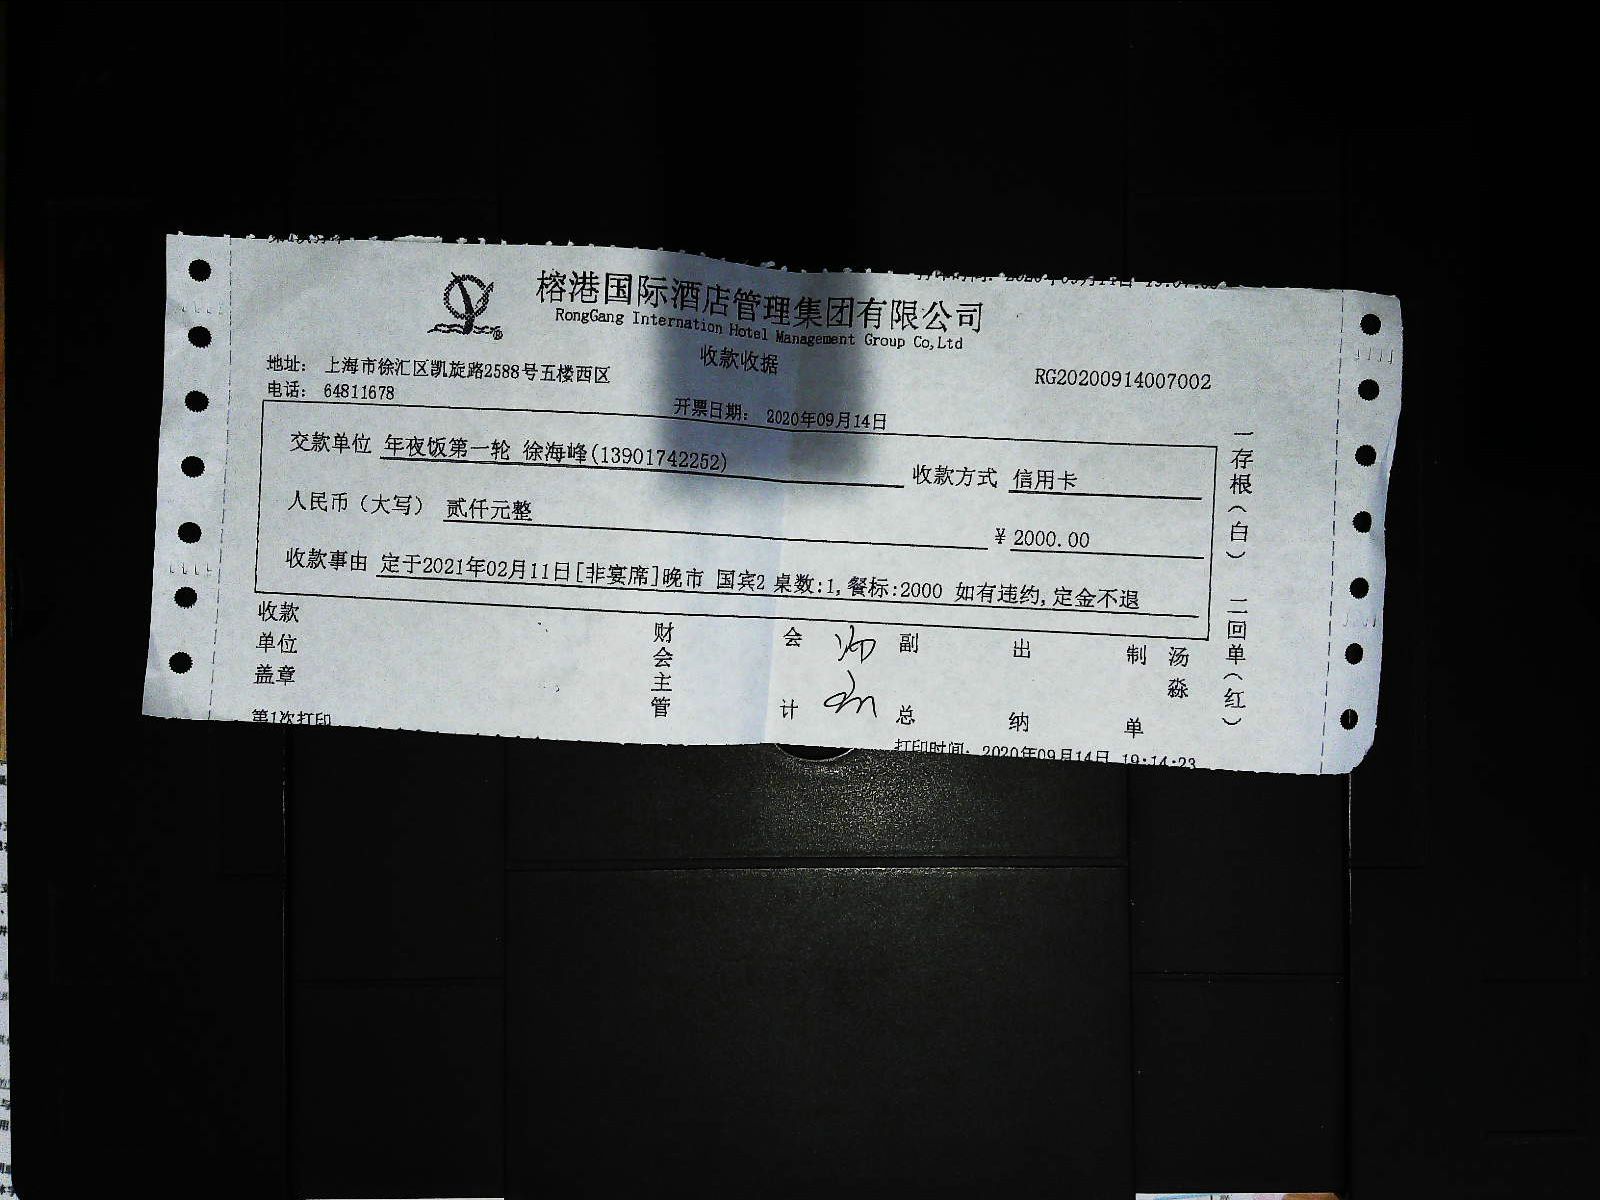 榕港国际酒店管理集团有限公司
RongGang Internation Hotel Management Group Co,Ltd
收款收据
地址: 上海市徐汇区凯旋路2588号五楼西区
RG20200914007002
电话: 64811678
开票日期: 2020年09月14日
交款单位 年夜饭第一轮 徐海峰(13901742252) 收款方式 信用卡
人民币(大写) 贰仟元整 ¥2000.00
收款事由 定于2021年02月11日[非宴席]晚市 国宾2 桌数:1,餐标:2000 如有违约,定金不退
一存根(白) 二回单(红)
收款单位盖章 财会主管 会计 副总 出纳 制单 汤淼
第1次打印 打印时间: 2020年09月14日 19:14:23